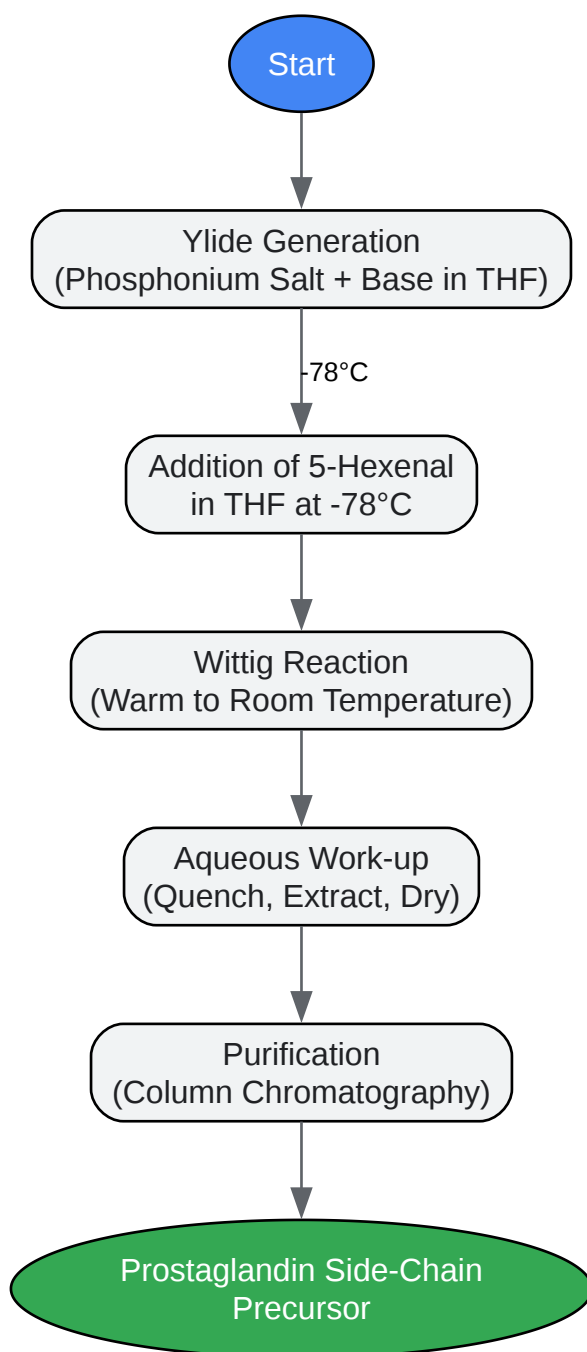 Start
Ylide Generation
(Phosphonium Salt + Base in THF)
-78°C
Addition of 5-Hexenal
in THF at -78°C
Wittig Reaction
(Warm to Room Temperature)
Aqueous Work-up
(Quench, Extract, Dry)
Purification
(Column Chromatography)
Prostaglandin Side-Chain
Precursor